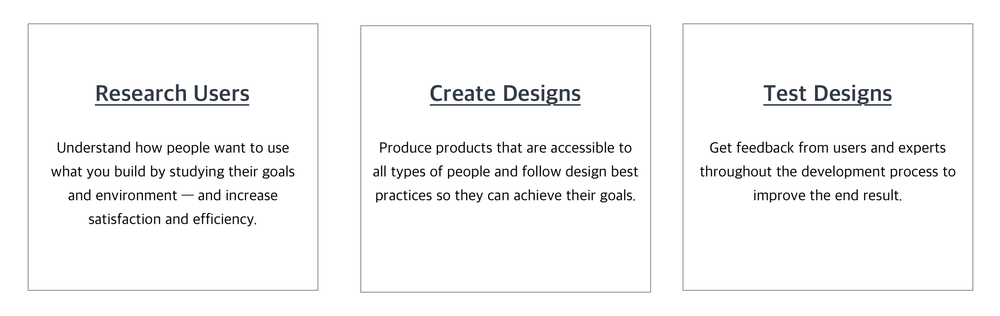 Research Users
Understand how people want to use
what you build by studying their goals
and environment — and increase
satisfaction and efficiency.
Create Designs
Produce products that are accessible to
all types of people and follow design best
practices so they can achieve their goals.
Test Designs
Get feedback from users and experts
throughout the development process to
improve the end result.